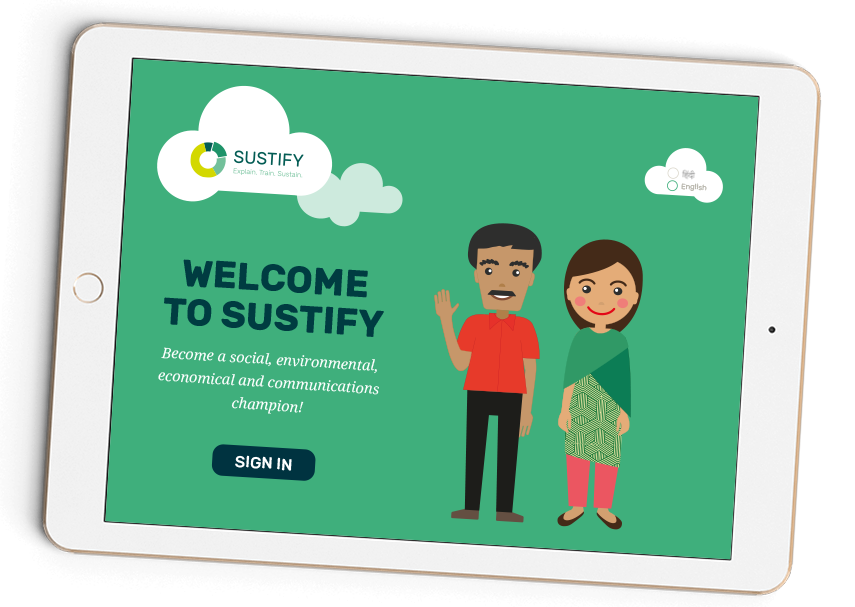 SUSTIFY
Explain. Train. Sustain.
English
WELCOME
TO SUSTIFY
Become a social, environmental,
economical and communications
champion!
SIGN IN